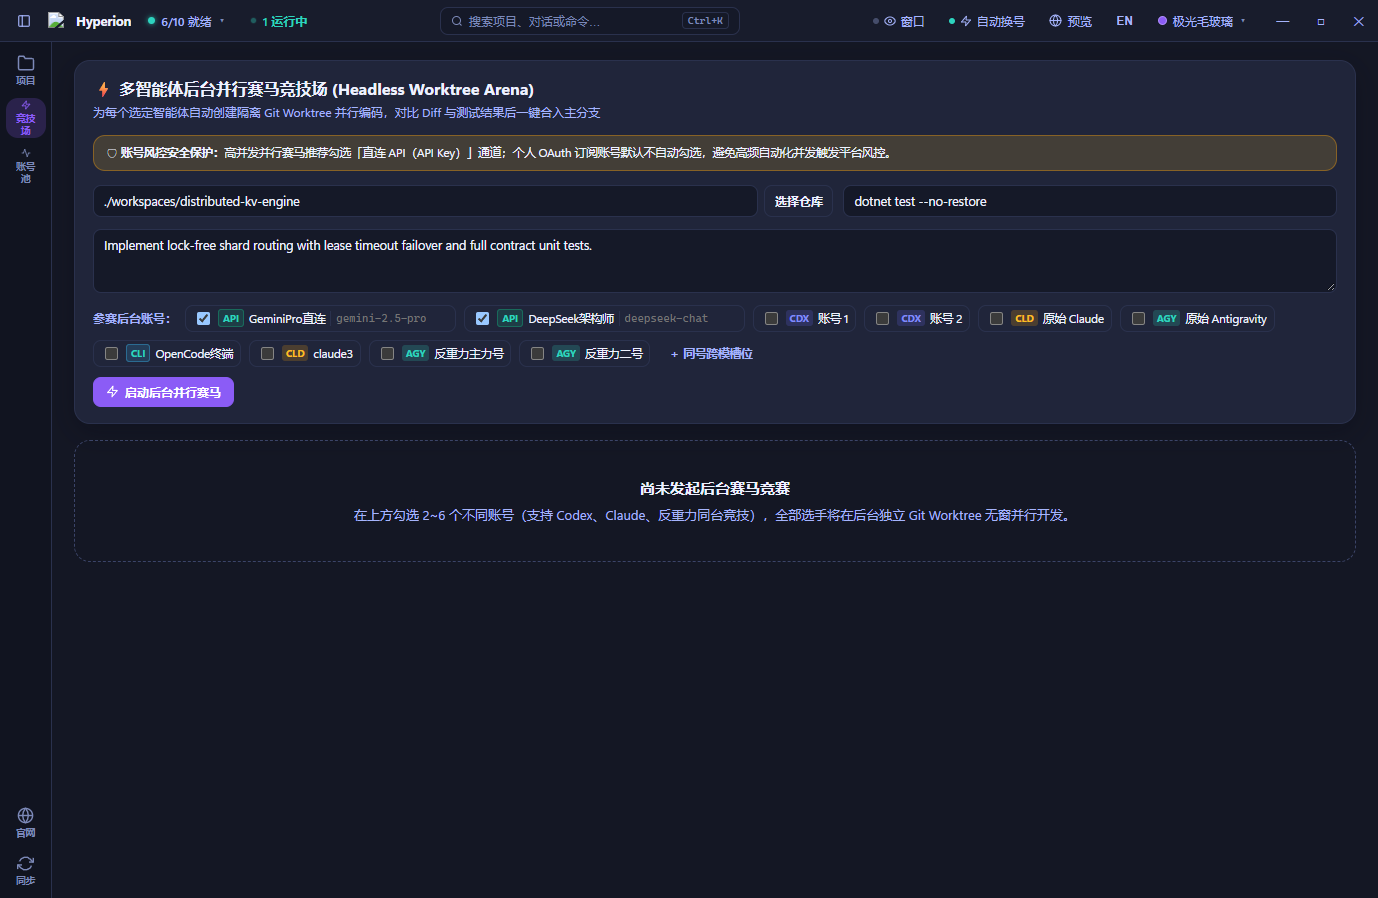 Hyperion
6/10 就绪
1 运行中
搜索项目、对话或命令...
Ctrl+K
窗口
自动换号
预览
EN
极光毛玻璃
项目
竞技场
账号池
官网
同步
多智能体后台并行赛马竞技场 (Headless Worktree Arena)
为每个选定智能体自动创建隔离 Git Worktree 并行编码，对比 Diff 与测试结果后一键合入主分支
账号风控安全保护：高并发并行赛马推荐勾选「直连 API（API Key）」通道；个人 OAuth 订阅账号默认不自动勾选，避免高频自动化并发触发平台风控。
./workspaces/distributed-kv-engine
选择仓库
dotnet test --no-restore
Implement lock-free shard routing with lease timeout failover and full contract unit tests.
参赛后台账号：
API GeminiPro直连 gemini-2.5-pro
API DeepSeek架构师 deepseek-chat
CDX 账号 1
CDX 账号 2
CLD 原始 Claude
AGY 原始 Antigravity
CLI OpenCode终端
CLD claude3
AGY 反重力主力号
AGY 反重力二号
+ 同号跨模槽位
启动后台并行赛马
尚未发起后台赛马竞赛
在上方勾选 2~6 个不同账号（支持 Codex、Claude、反重力同台竞技），全部选手将在后台独立 Git Worktree 无窗并行开发。